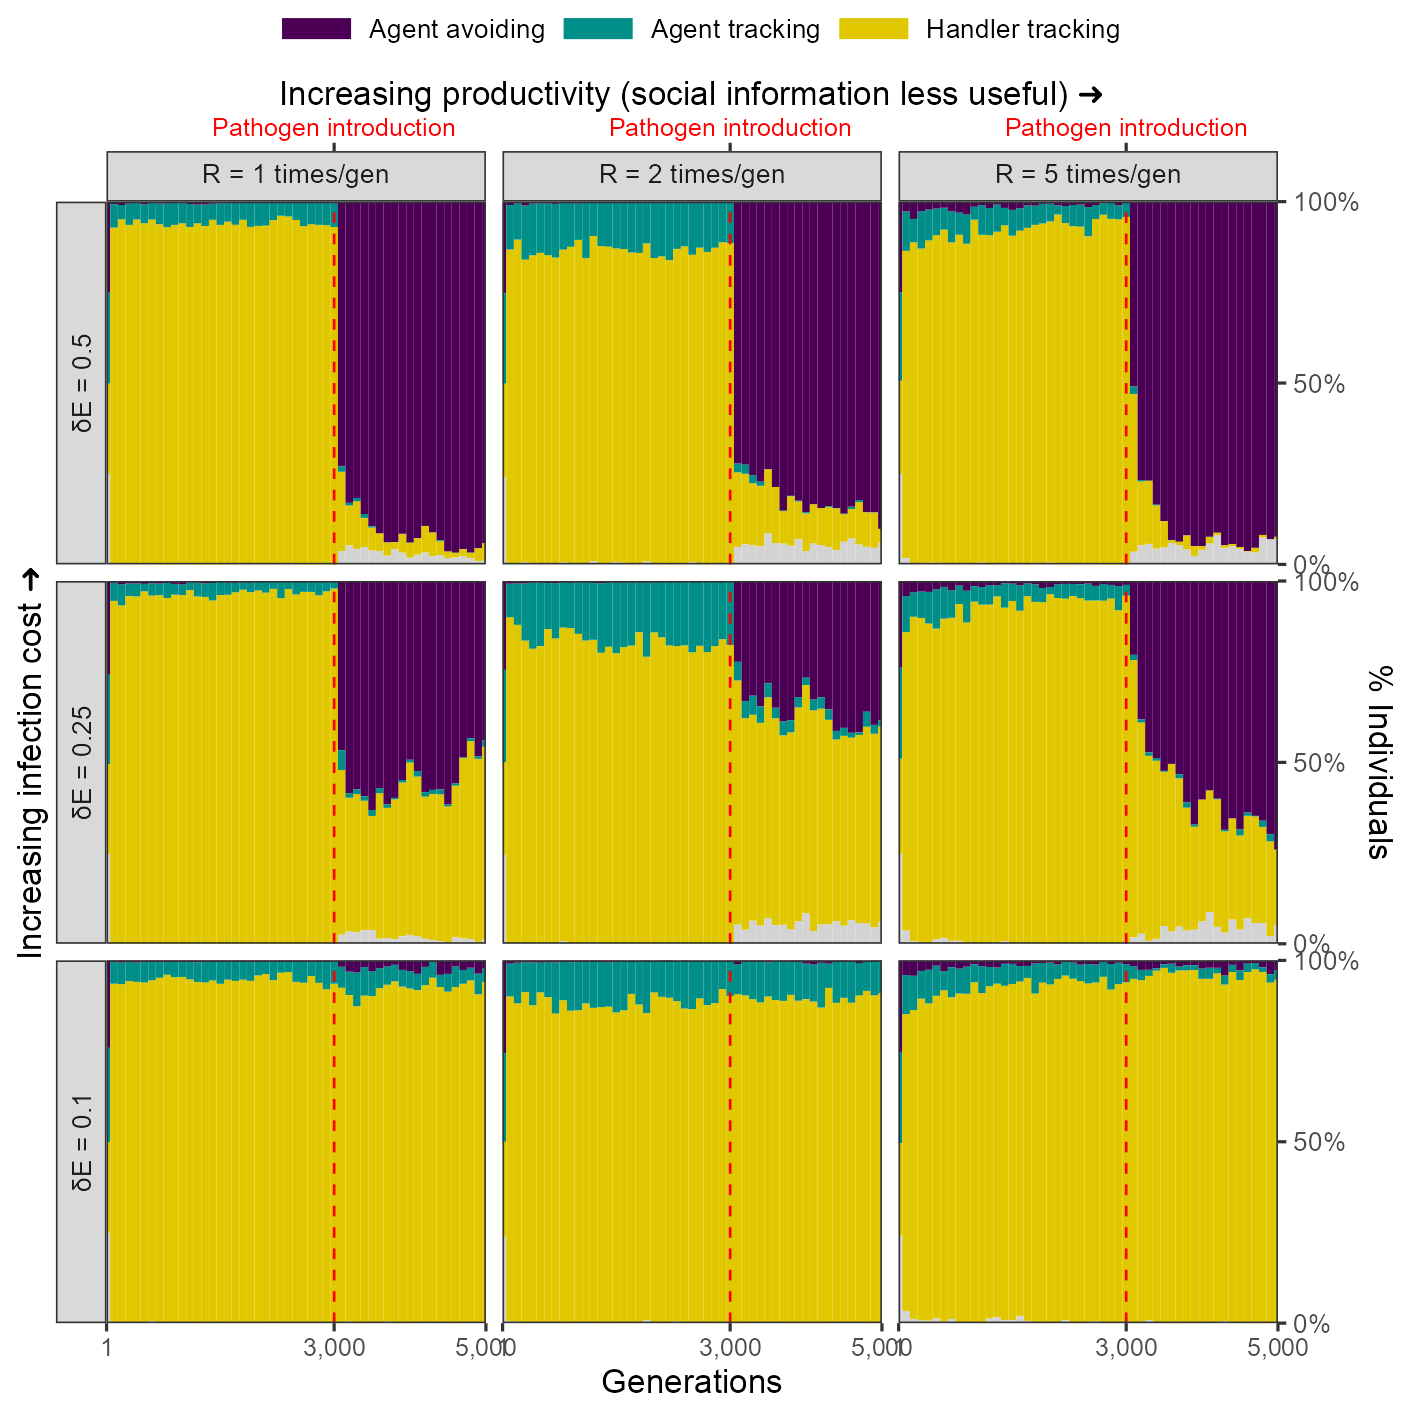 Agent avoiding Agent tracking Handler tracking
Increasing productivity (social information less useful) ➜
Pathogen introduction Pathogen introduction Pathogen introduction
R = 1 times/gen R = 2 times/gen R = 5 times/gen
Increasing infection cost ➜
δE = 0.5
100%
50%
0%
δE = 0.25
100%
50%
0%
δE = 0.1
100%
50%
0%
% Individuals
1 3,000 5,000 1 3,000 5,000 1 3,000 5,000
Generations